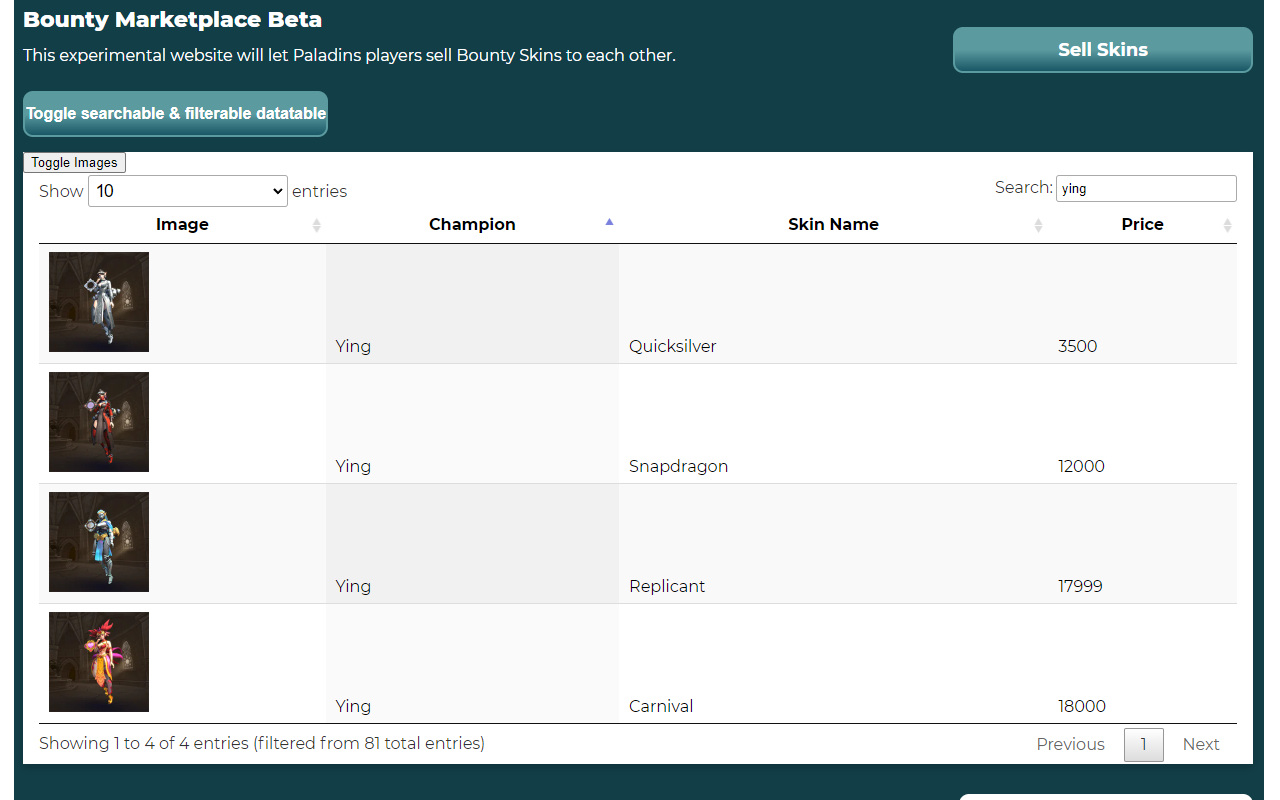 Bounty Marketplace Beta
This experimental website will let Paladins players sell Bounty Skins to each other.
Sell Skins
Toggle searchable & filterable datatable
Toggle Images
Show 10 entries
Search: ying
Image Champion Skin Name Price
Ying Quicksilver 3500
Ying Snapdragon 12000
Ying Replicant 17999
Ying Carnival 18000
Showing 1 to 4 of 4 entries (filtered from 81 total entries)
Previous 1 Next